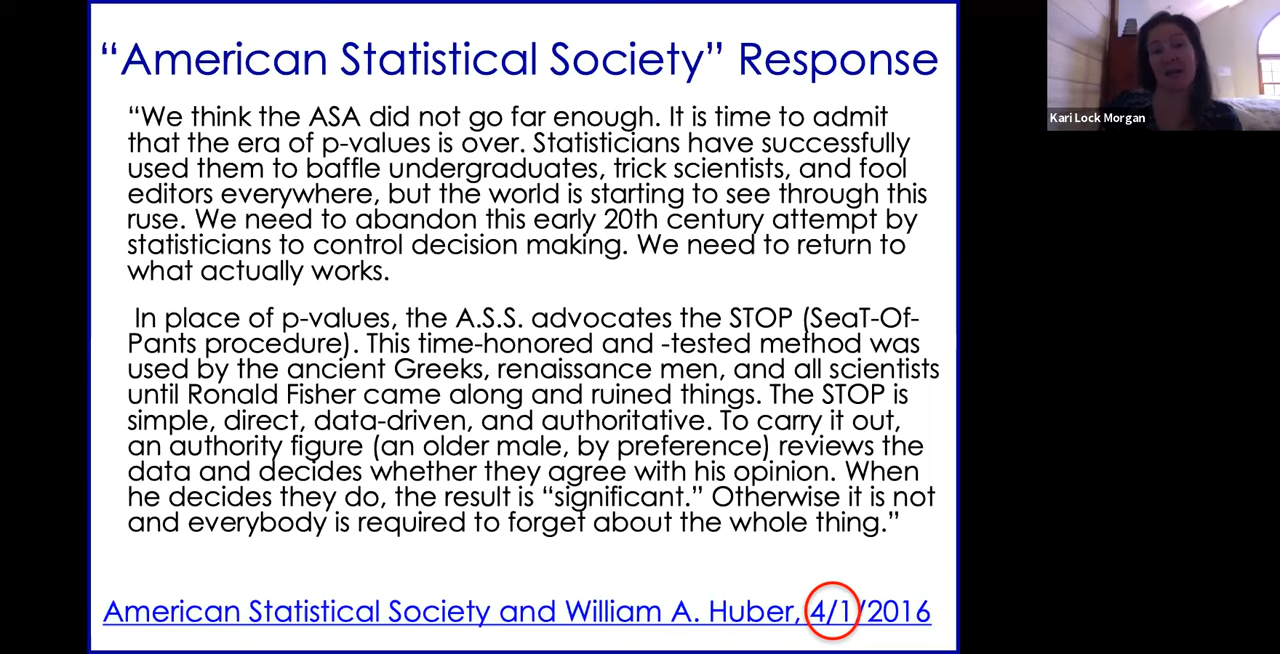 “American Statistical Society” Response
“We think the ASA did not go far enough. It is time to admit
that the era of p-values is over. Statisticians have successfully
used them to baffle undergraduates, trick scientists, and fool
editors everywhere, but the world is starting to see through this
ruse. We need to abandon this early 20th century attempt by
statisticians to control decision making. We need to return to
what actually works.
In place of p-values, the A.S.S. advocates the STOP (SeaT-Of-
Pants procedure). This time-honored and -tested method was
used by the ancient Greeks, renaissance men, and all scientists
until Ronald Fisher came along and ruined things. The STOP is
simple, direct, data-driven, and authoritative. To carry it out,
an authority figure (an older male, by preference) reviews the
data and decides whether they agree with his opinion. When
he decides they do, the result is “significant.” Otherwise it is not
and everybody is required to forget about the whole thing.”
American Statistical Society and William A. Huber, 4/1/2016
Kari Lock Morgan